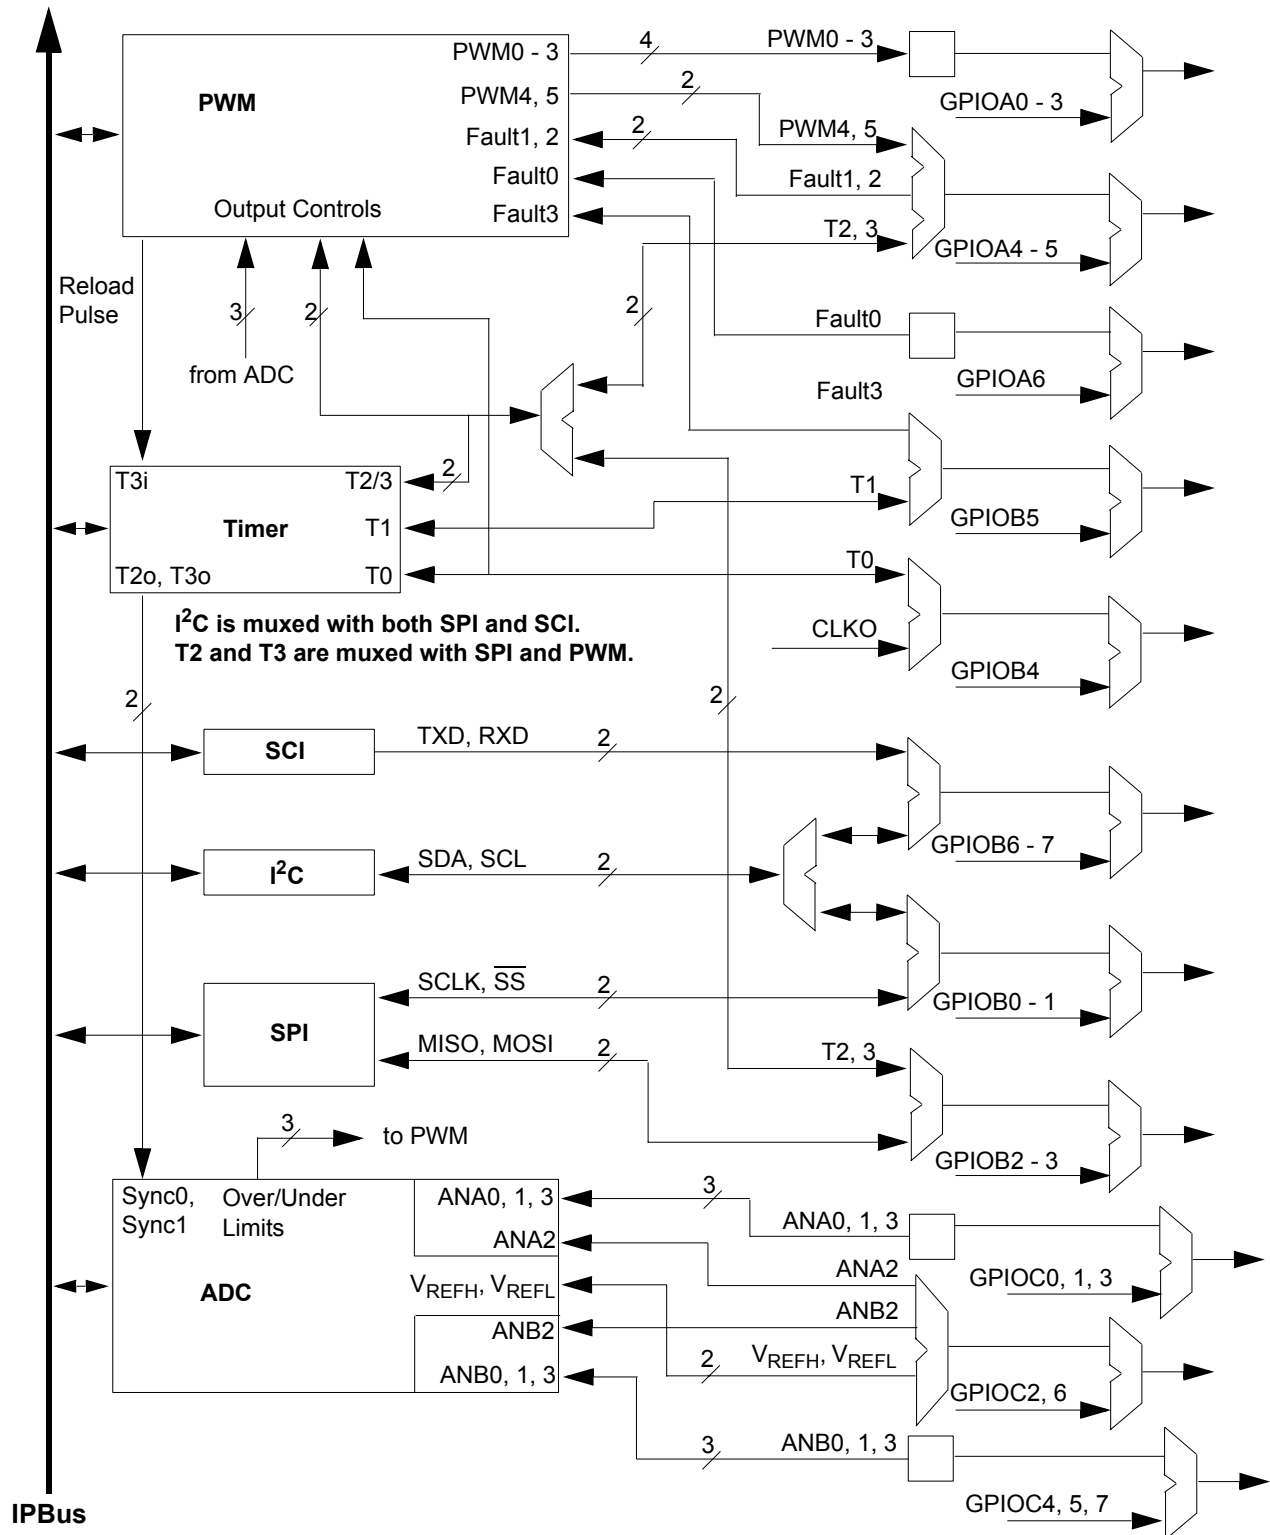 PWM
PWM0 - 3
4
PWM0 - 3
GPIOA0 - 3
PWM4, 5
2
PWM4, 5
Fault1, 2
2
Fault1, 2
Fault0
Fault3
Output Controls
T2, 3
GPIOA4 - 5
Reload
Pulse
3
2
2
from ADC
Fault0
GPIOA6
Fault3
T3i
T2/3
2
Timer
T1
T1
GPIOB5
T2o, T3o
T0
T0
CLKO
GPIOB4
I²C is muxed with both SPI and SCI.
T2 and T3 are muxed with SPI and PWM.
2
2
SCI
TXD, RXD
2
GPIOB6 - 7
I²C
SDA, SCL
2
SPI
SCLK, S̅S̅
2
GPIOB0 - 1
MISO, MOSI
2
T2, 3
GPIOB2 - 3
3
to PWM
Sync0,
Sync1
Over/Under
Limits
ADC
ANA0, 1, 3
3
ANA0, 1, 3
GPIOC0, 1, 3
ANA2
ANA2
VREFH, VREFL
ANB2
ANB2
2
VREFH, VREFL
GPIOC2, 6
ANB0, 1, 3
3
ANB0, 1, 3
GPIOC4, 5, 7
IPBus